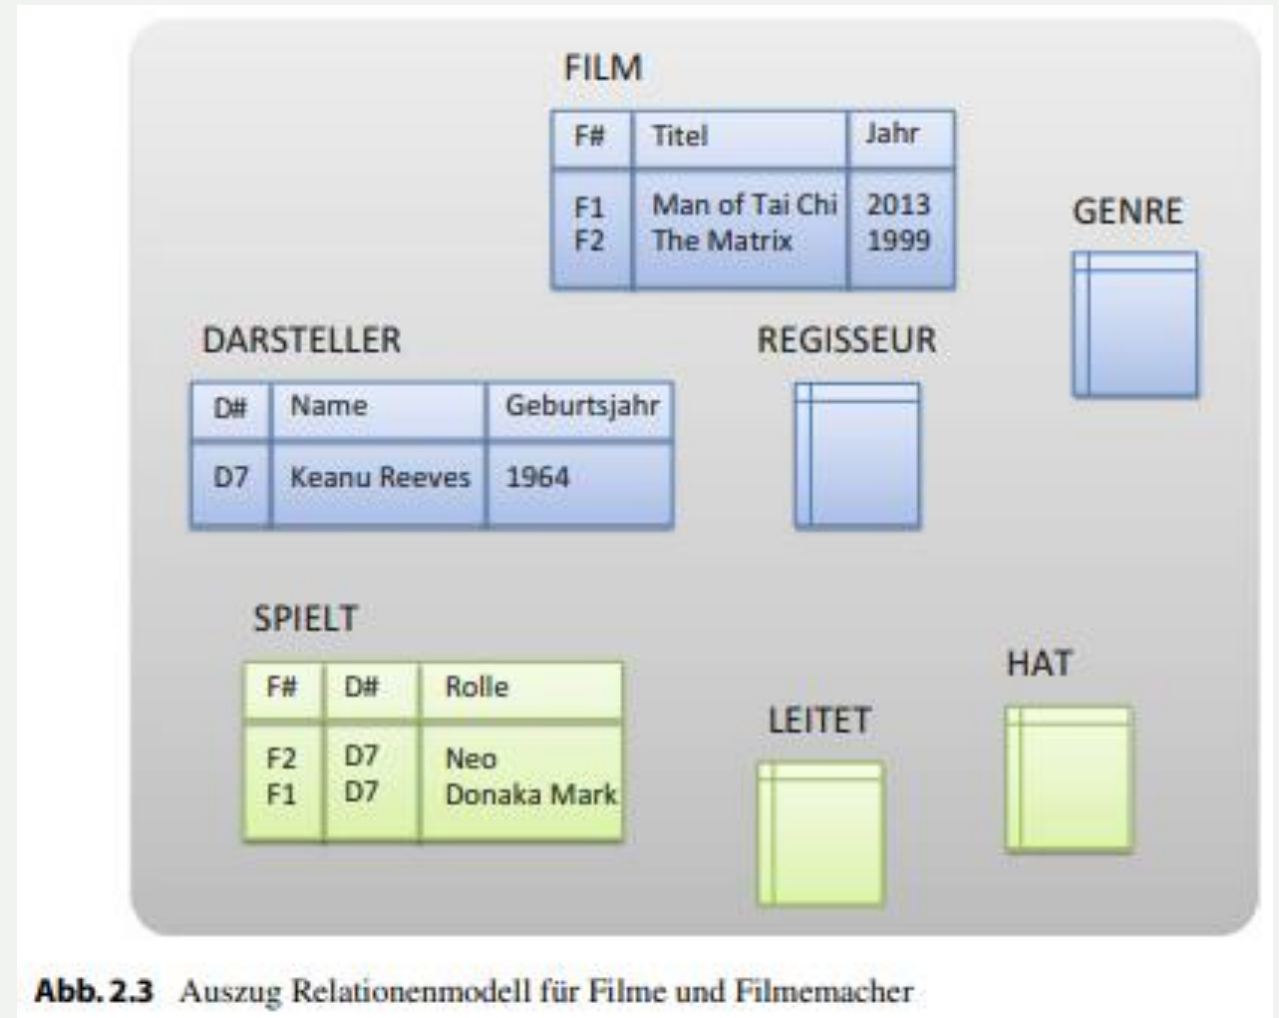 FILM
F# Titel Jahr
F1 Man of Tai Chi 2013
F2 The Matrix 1999
GENRE
DARSTELLER
D# Name Geburtsjahr
D7 Keanu Reeves 1964
REGISSEUR
SPIELT
F# D# Rolle
F2 D7 Neo
F1 D7 Donaka Mark
LEITET
HAT
Abb. 2.3 Auszug Relationenmodell für Filme und Filmemacher